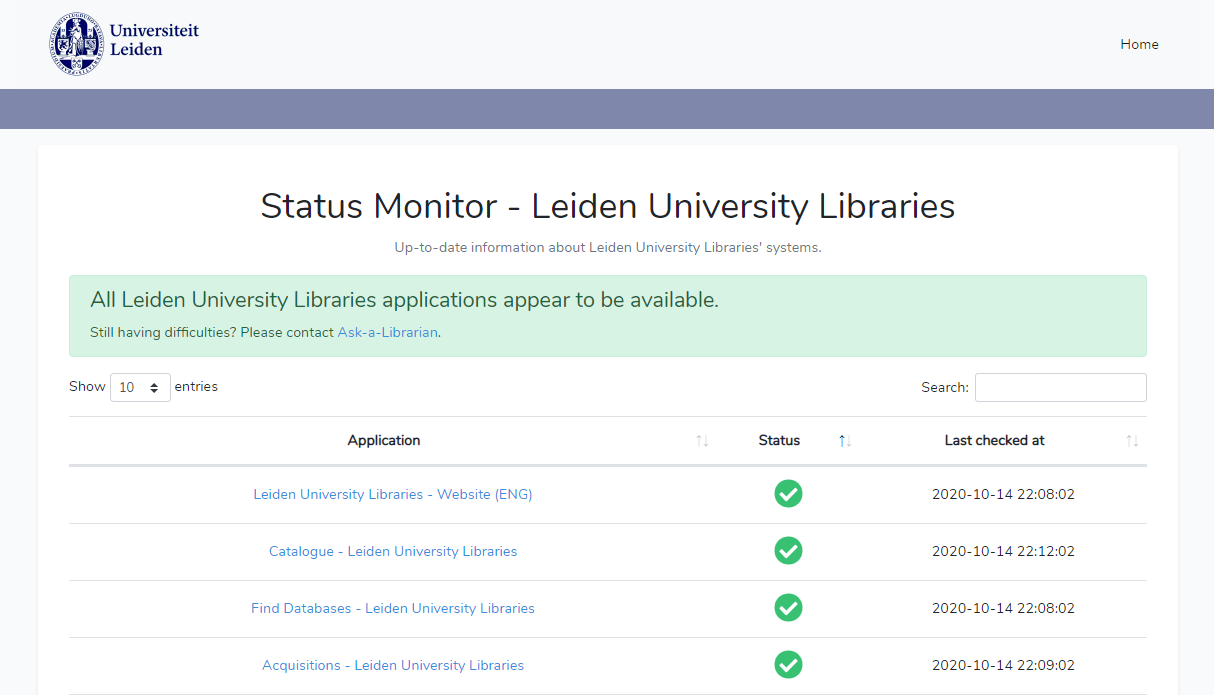 Universiteit
Leiden
Home
Status Monitor - Leiden University Libraries
Up-to-date information about Leiden University Libraries' systems.
All Leiden University Libraries applications appear to be available.
Still having difficulties? Please contact Ask-a-Librarian.
Show 10 entries Search:
Application Status Last checked at
Leiden University Libraries - Website (ENG) 2020-10-14 22:08:02
Catalogue - Leiden University Libraries 2020-10-14 22:12:02
Find Databases - Leiden University Libraries 2020-10-14 22:08:02
Acquisitions - Leiden University Libraries 2020-10-14 22:09:02